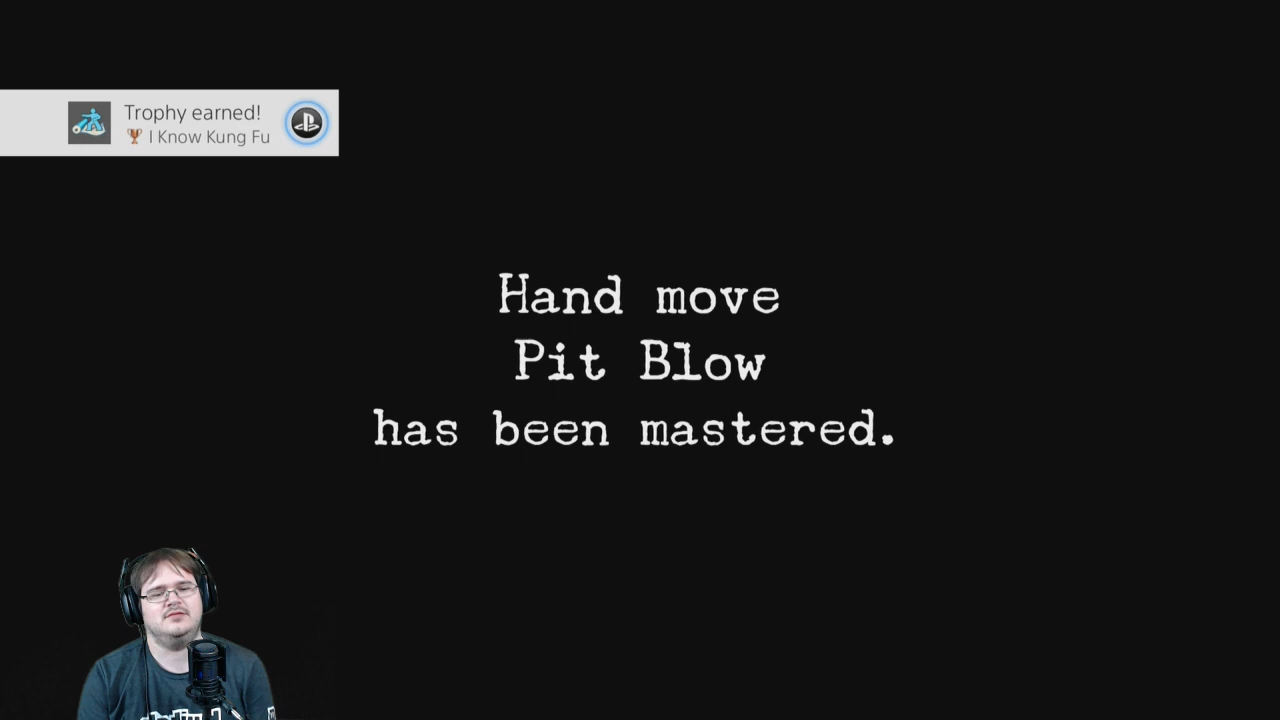 Trophy earned!
I Know Kung Fu
Hand move
Pit Blow
has been mastered.